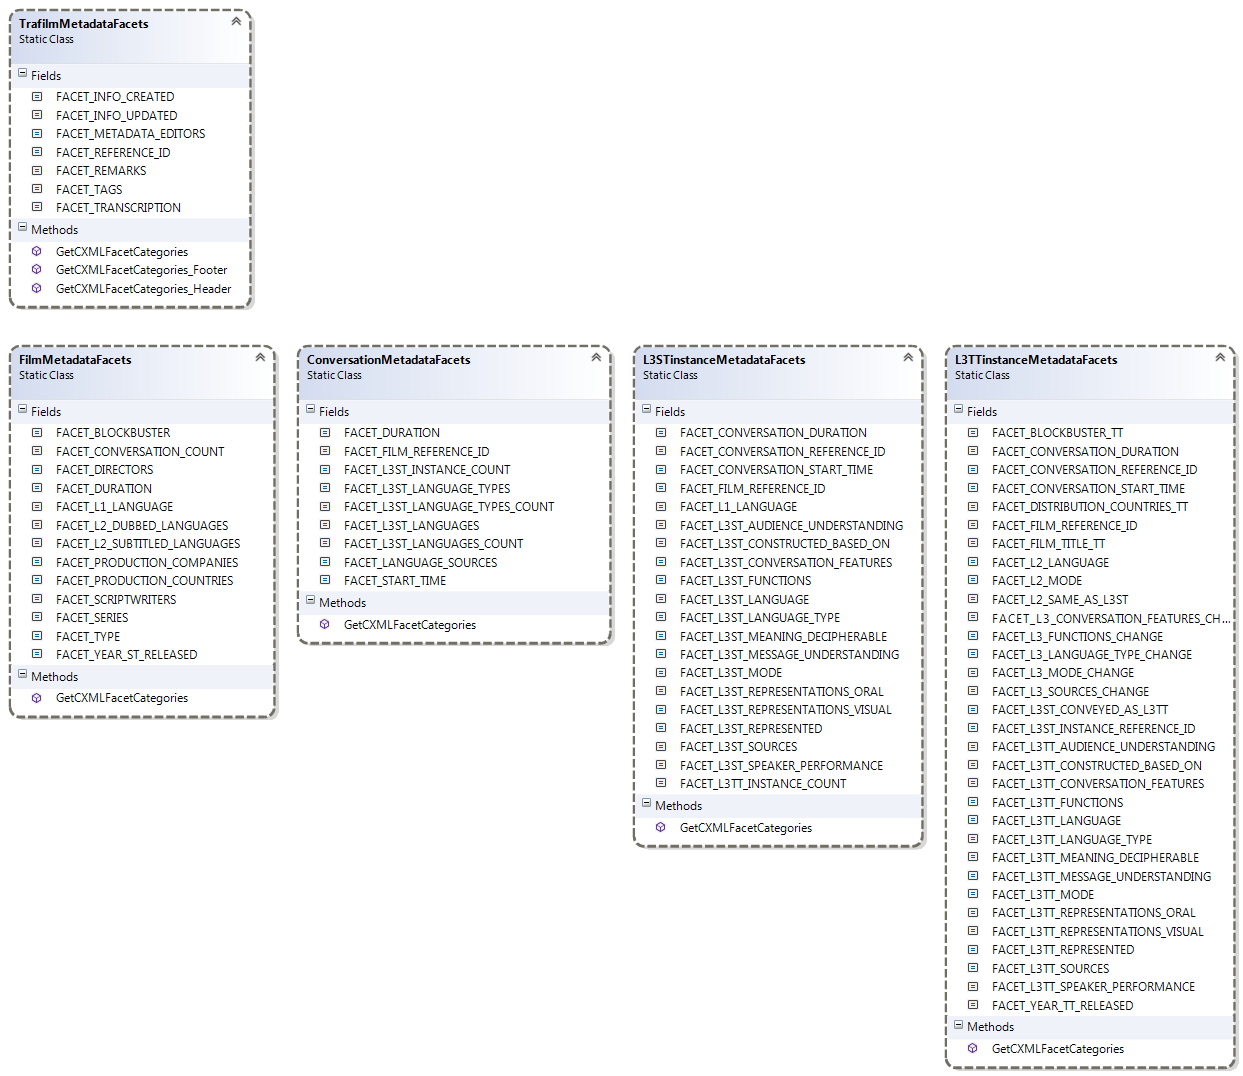 TrafilmMetadataFacets
Static Class
Fields
FACET_INFO_CREATED
FACET_INFO_UPDATED
FACET_METADATA_EDITORS
FACET_REFERENCE_ID
FACET_REMARKS
FACET_TAGS
FACET_TRANSCRIPTION
Methods
GetCXMLFacetCategories
GetCXMLFacetCategories_Footer
GetCXMLFacetCategories_Header
FilmMetadataFacets
Static Class
Fields
FACET_BLOCKBUSTER
FACET_CONVERSATION_COUNT
FACET_DIRECTORS
FACET_DURATION
FACET_L1_LANGUAGE
FACET_L2_DUBBED_LANGUAGES
FACET_L2_SUBTITLED_LANGUAGES
FACET_PRODUCTION_COMPANIES
FACET_PRODUCTION_COUNTRIES
FACET_SCRIPTWRITERS
FACET_SERIES
FACET_TYPE
FACET_YEAR_ST_RELEASED
Methods
GetCXMLFacetCategories
ConversationMetadataFacets
Static Class
Fields
FACET_DURATION
FACET_FILM_REFERENCE_ID
FACET_L3ST_INSTANCE_COUNT
FACET_L3ST_LANGUAGE_TYPES
FACET_L3ST_LANGUAGE_TYPES_COUNT
FACET_L3ST_LANGUAGES
FACET_L3ST_LANGUAGES_COUNT
FACET_LANGUAGE_SOURCES
FACET_START_TIME
Methods
GetCXMLFacetCategories
L3STinstanceMetadataFacets
Static Class
Fields
FACET_CONVERSATION_DURATION
FACET_CONVERSATION_REFERENCE_ID
FACET_CONVERSATION_START_TIME
FACET_FILM_REFERENCE_ID
FACET_L1_LANGUAGE
FACET_L3ST_AUDIENCE_UNDERSTANDING
FACET_L3ST_CONSTRUCTED_BASED_ON
FACET_L3ST_CONVERSATION_FEATURES
FACET_L3ST_FUNCTIONS
FACET_L3ST_LANGUAGE
FACET_L3ST_LANGUAGE_TYPE
FACET_L3ST_MEANING_DECIPHERABLE
FACET_L3ST_MESSAGE_UNDERSTANDING
FACET_L3ST_MODE
FACET_L3ST_REPRESENTATIONS_ORAL
FACET_L3ST_REPRESENTATIONS_VISUAL
FACET_L3ST_REPRESENTED
FACET_L3ST_SOURCES
FACET_L3ST_SPEAKER_PERFORMANCE
FACET_L3TT_INSTANCE_COUNT
Methods
GetCXMLFacetCategories
L3TTinstanceMetadataFacets
Static Class
Fields
FACET_BLOCKBUSTER_TT
FACET_CONVERSATION_DURATION
FACET_CONVERSATION_REFERENCE_ID
FACET_CONVERSATION_START_TIME
FACET_DISTRIBUTION_COUNTRIES_TT
FACET_FILM_REFERENCE_ID
FACET_FILM_TITLE_TT
FACET_L2_LANGUAGE
FACET_L2_MODE
FACET_L2_SAME_AS_L3ST
FACET_L3_CONVERSATION_FEATURES_CH...
FACET_L3_FUNCTIONS_CHANGE
FACET_L3_LANGUAGE_TYPE_CHANGE
FACET_L3_MODE_CHANGE
FACET_L3_SOURCES_CHANGE
FACET_L3ST_CONVEYED_AS_L3TT
FACET_L3ST_INSTANCE_REFERENCE_ID
FACET_L3TT_AUDIENCE_UNDERSTANDING
FACET_L3TT_CONSTRUCTED_BASED_ON
FACET_L3TT_CONVERSATION_FEATURES
FACET_L3TT_FUNCTIONS
FACET_L3TT_LANGUAGE
FACET_L3TT_LANGUAGE_TYPE
FACET_L3TT_MEANING_DECIPHERABLE
FACET_L3TT_MESSAGE_UNDERSTANDING
FACET_L3TT_MODE
FACET_L3TT_REPRESENTATIONS_ORAL
FACET_L3TT_REPRESENTATIONS_VISUAL
FACET_L3TT_REPRESENTED
FACET_L3TT_SOURCES
FACET_L3TT_SPEAKER_PERFORMANCE
FACET_YEAR_TT_RELEASED
Methods
GetCXMLFacetCategories